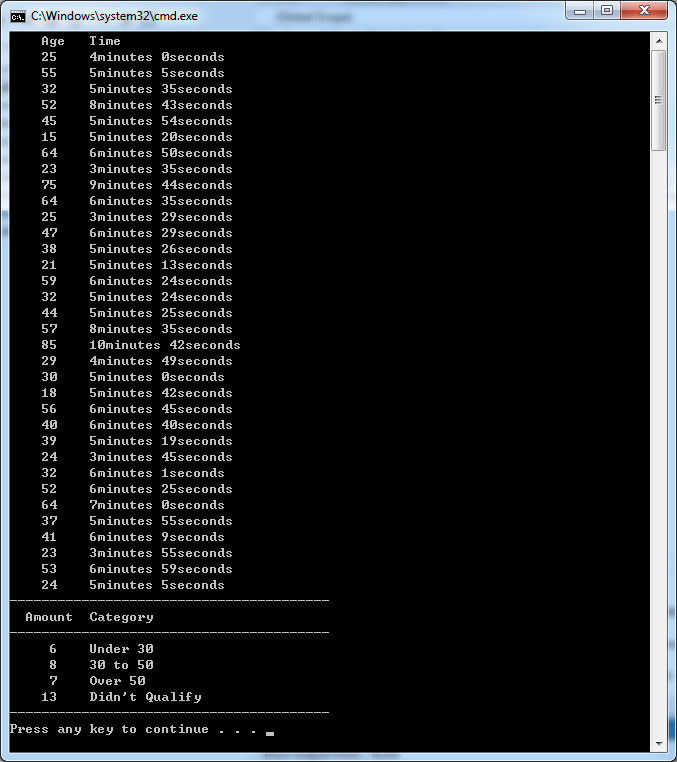 C:\Windows\system32\cmd.exe
(Global Scope)
Age Time
25 4minutes 0seconds
55 5minutes 5seconds
32 5minutes 35seconds
52 8minutes 43seconds
45 5minutes 54seconds
15 5minutes 20seconds
64 6minutes 50seconds
23 3minutes 35seconds
75 9minutes 44seconds
64 6minutes 35seconds
25 3minutes 29seconds
47 6minutes 29seconds
38 5minutes 26seconds
21 5minutes 13seconds
59 6minutes 24seconds
32 5minutes 24seconds
44 5minutes 25seconds
57 8minutes 35seconds
85 10minutes 42seconds
29 4minutes 49seconds
30 5minutes 0seconds
18 5minutes 42seconds
56 6minutes 45seconds
40 6minutes 40seconds
39 5minutes 19seconds
24 3minutes 45seconds
32 6minutes 1seconds
52 6minutes 25seconds
64 7minutes 0seconds
37 5minutes 55seconds
41 6minutes 9seconds
23 3minutes 55seconds
53 6minutes 59seconds
24 5minutes 5seconds
----------------------------------------
Amount Category
----------------------------------------
6 Under 30
8 30 to 50
7 Over 50
13 Didn't Qualify
----------------------------------------
Press any key to continue . . . _